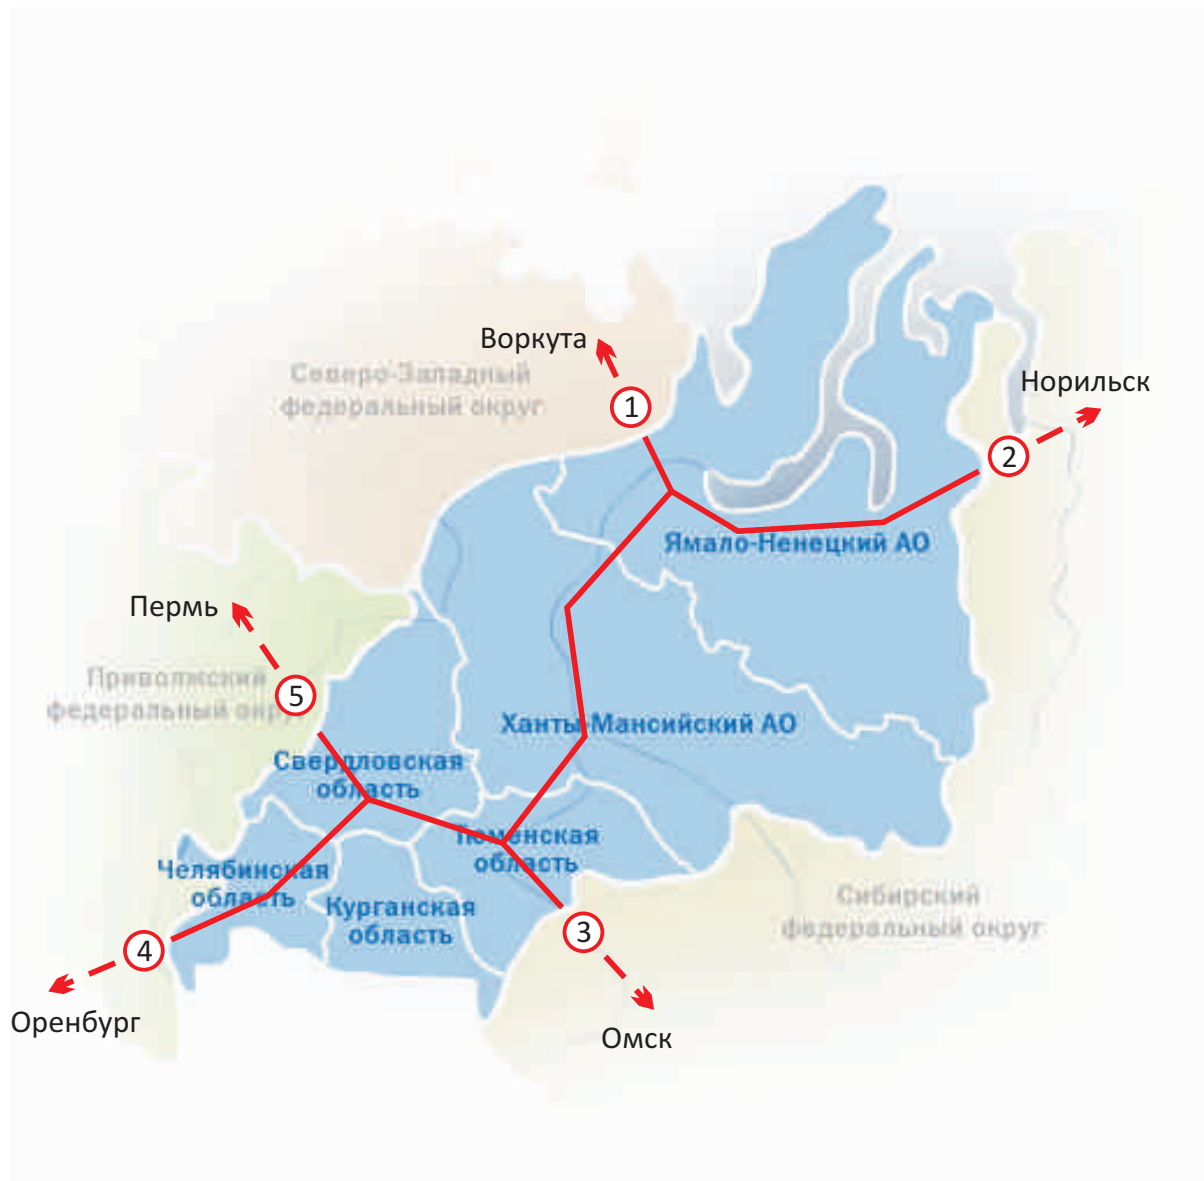 Воркута
Северо-Западный
федеральный округ
1
Норильск
2
Ямало-Ненецкий АО
Пермь
Приволжский
федеральный округ
5
Ханты-Мансийский АО
Свердловская
область
Тюменская
область
Челябинская
область
Курганская
область
Сибирский
федеральный округ
3
4
Оренбург
Омск